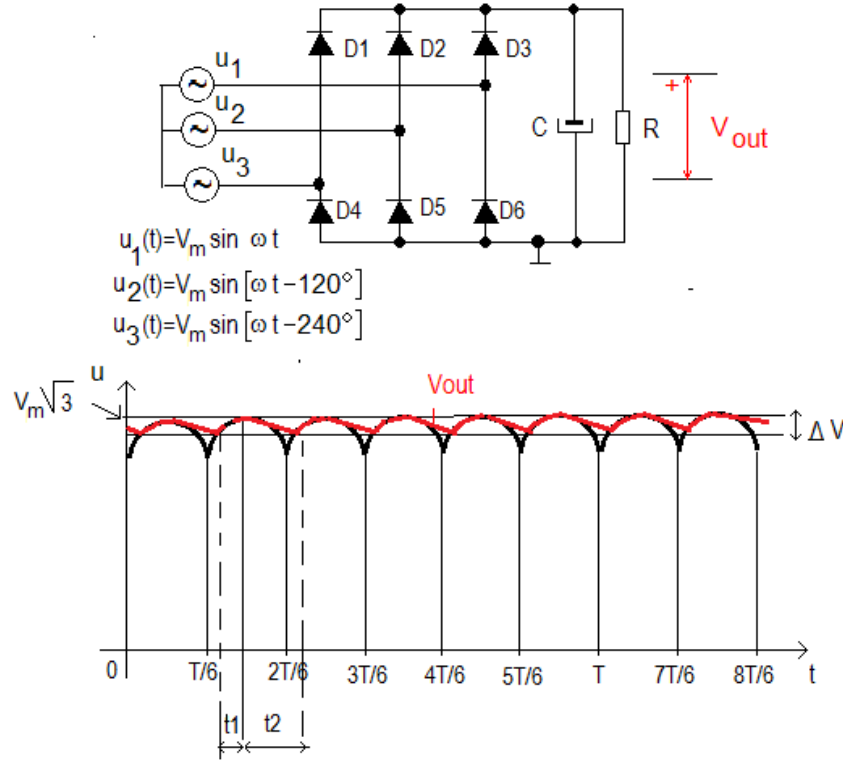 D1 D2 D3
u1
u2
u3
C
R
+
Vout
D4 D5 D6
u1(t)=Vm sin ωt
u2(t)=Vm sin [ωt−120°]
u3(t)=Vm sin [ωt−240°]
u
Vm√3
Vout
ΔV
0 T/6 2T/6 3T/6 4T/6 5T/6 T 7T/6 8T/6 t
t1 t2